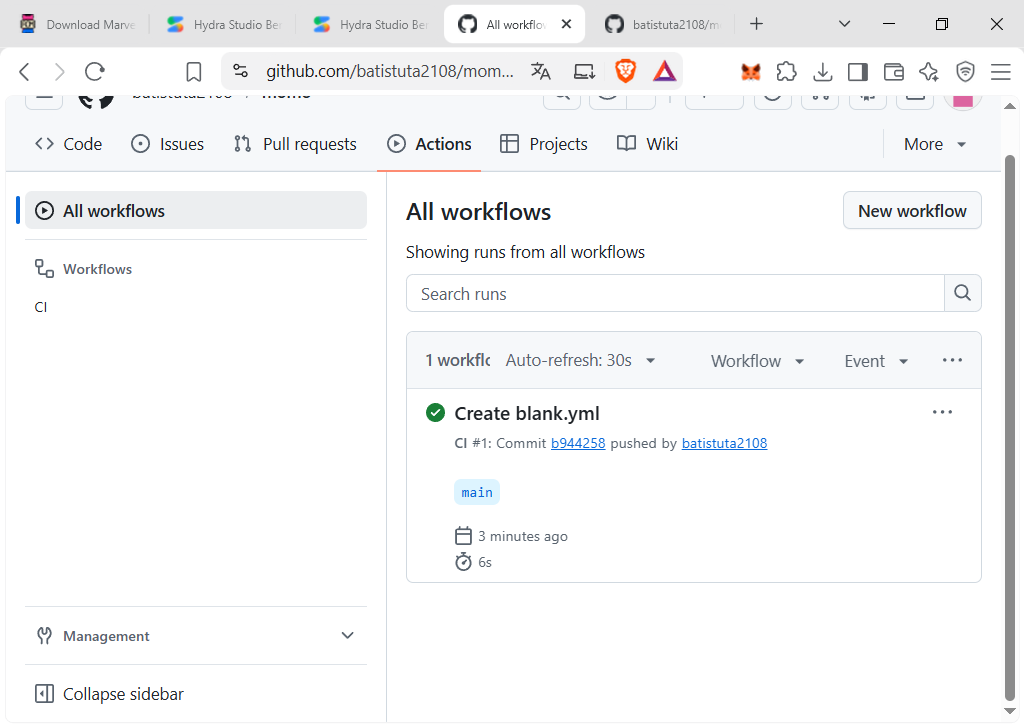 Download Marve
Hydra Studio Ber
Hydra Studio Ber
All workflo
batistuta2108/m
github.com/batistuta2108/mom...
Code
Issues
Pull requests
Actions
Projects
Wiki
More
All workflows
Workflows
CI
Management
Collapse sidebar
All workflows
New workflow
Showing runs from all workflows
Search runs
1 workflc
Auto-refresh: 30s
Workflow
Event
Create blank.yml
CI #1: Commit b944258 pushed by batistuta2108
main
3 minutes ago
6s